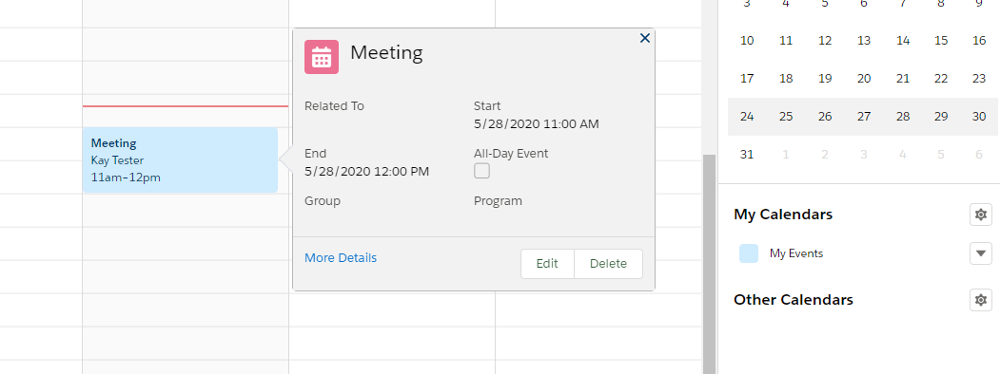 Meeting
Kay Tester
11am–12pm
Meeting
Related To
Start
5/28/2020 11:00 AM
End
5/28/2020 12:00 PM
All-Day Event
Group
Program
More Details
Edit
Delete
3 4 5 6 7 8 9
10 11 12 13 14 15 16
17 18 19 20 21 22 23
24 25 26 27 28 29 30
31 1 2 3 4 5 6
My Calendars
My Events
Other Calendars